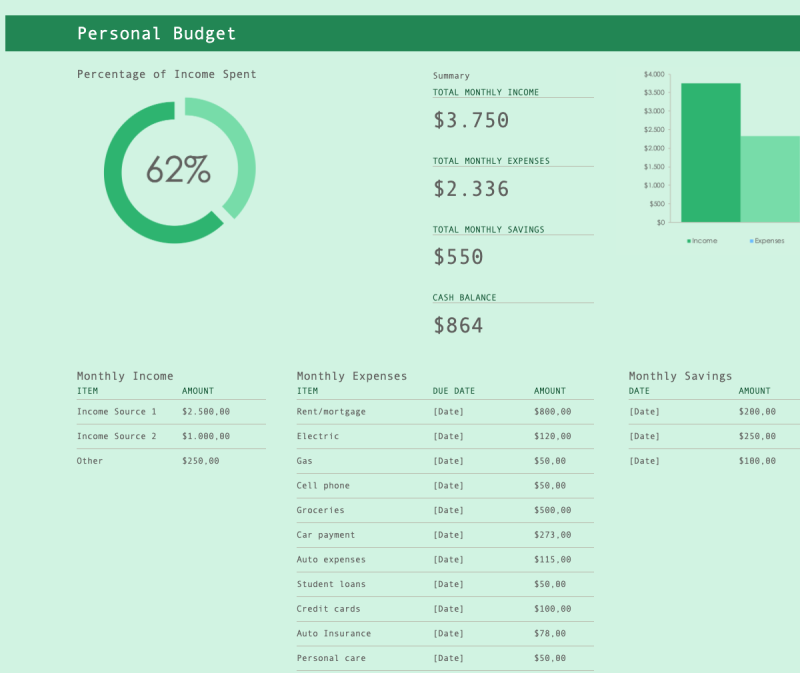 Personal Budget
Percentage of Income Spent
62%
Summary
TOTAL MONTHLY INCOME
$3.750
TOTAL MONTHLY EXPENSES
$2.336
TOTAL MONTHLY SAVINGS
$550
CASH BALANCE
$864
$4.000
$3.500
$3.000
$2.500
$2.000
$1.500
$1.000
$500
$0
Income Expenses
Monthly Income
ITEM AMOUNT
Income Source 1 $2.500,00
Income Source 2 $1.000,00
Other $250,00
Monthly Expenses
ITEM DUE DATE AMOUNT
Rent/mortgage [Date] $800,00
Electric [Date] $120,00
Gas [Date] $50,00
Cell phone [Date] $50,00
Groceries [Date] $500,00
Car payment [Date] $273,00
Auto expenses [Date] $115,00
Student loans [Date] $50,00
Credit cards [Date] $100,00
Auto Insurance [Date] $78,00
Personal care [Date] $50,00
Monthly Savings
DATE AMOUNT
[Date] $200,00
[Date] $250,00
[Date] $100,00